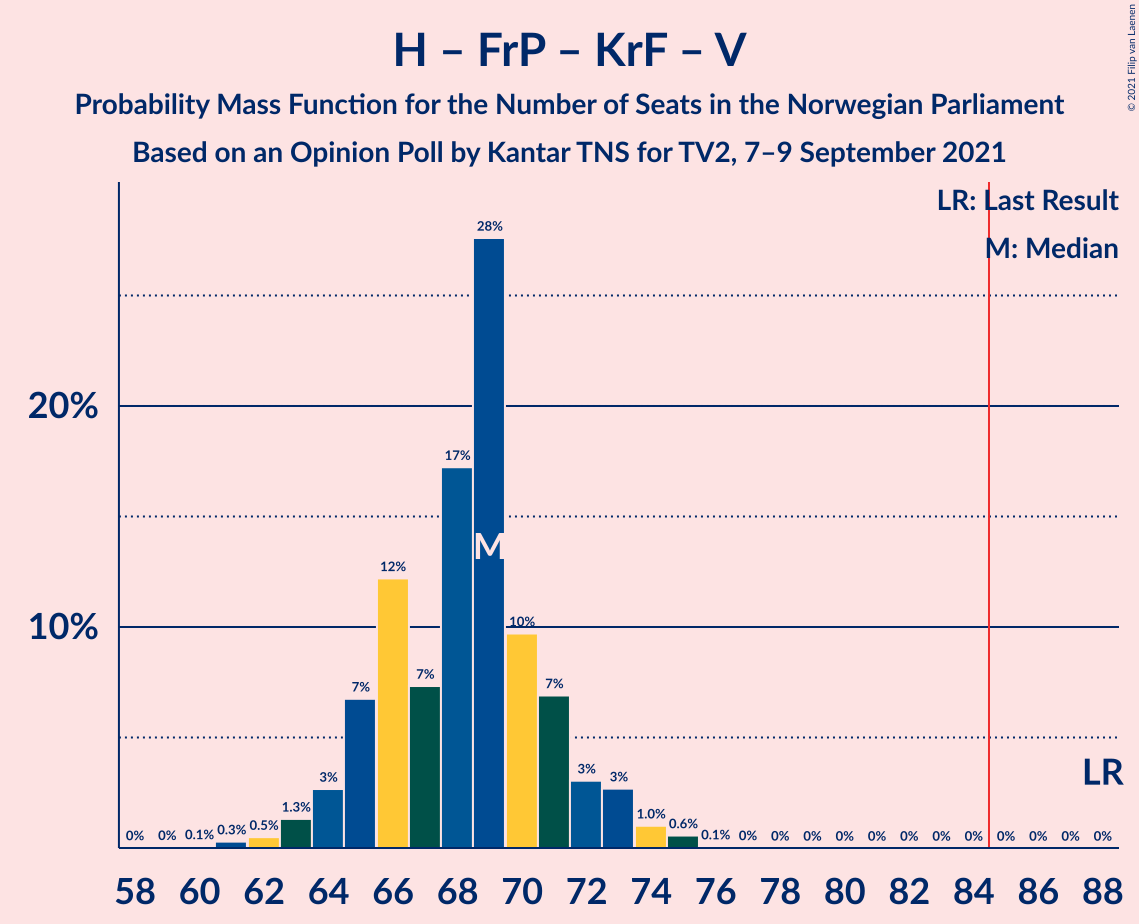 H – FrP – KrF – V
Probability Mass Function for the Number of Seats in the Norwegian Parliament
Based on an Opinion Poll by Kantar TNS for TV2, 7–9 September 2021
© 2021 Filip van Laenen
LR: Last Result
M: Median
20%
10%
0% 0% 0.1% 0.3% 0.5% 1.3% 3% 7% 12% 7% 17% 28% 10% 7% 3% 3% 1.0% 0.6% 0.1% 0% 0% 0% 0% 0% 0% 0% 0% 0% 0% 0% 0%
M
LR
58 60 62 64 66 68 70 72 74 76 78 80 82 84 86 88